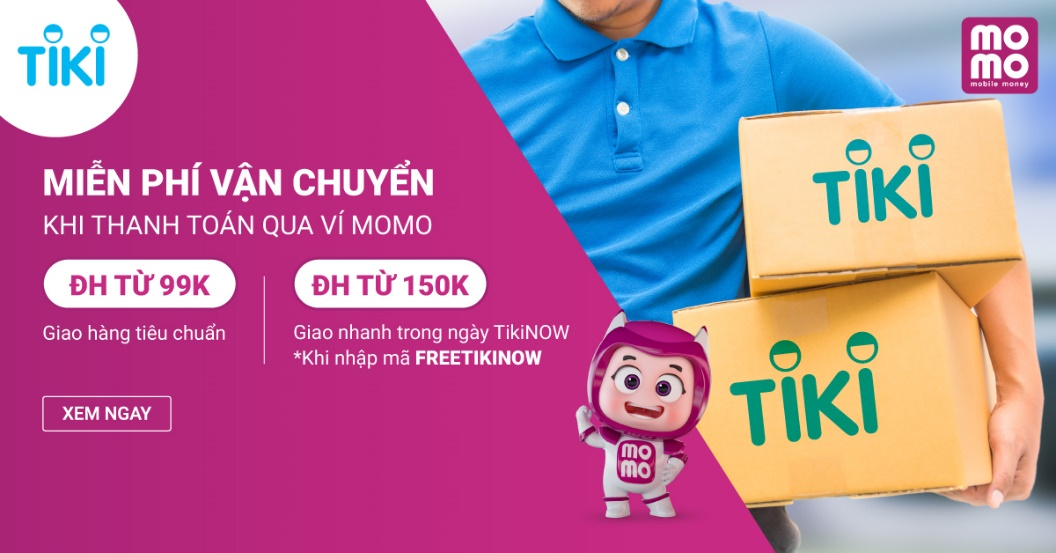 TIKI
MO
MO
mobile money
MIỄN PHÍ VẬN CHUYỂN
KHI THANH TOÁN QUA VÍ MOMO
ĐH TỪ 99K
Giao hàng tiêu chuẩn
ĐH TỪ 150K
Giao nhanh trong ngày TikiNOW
*Khi nhập mã FREETIKINOW
XEM NGAY
TIKI
TIKI
MO
MO